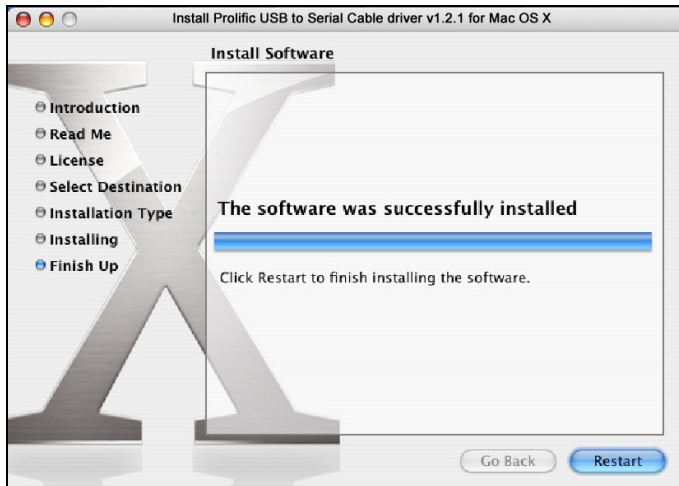 Install Prolific USB to Serial Cable driver v1.2.1 for Mac OS X
Install Software
Introduction
Read Me
License
Select Destination
Installation Type
Installing
Finish Up
The software was successfully installed
Click Restart to finish installing the software.
Go Back
Restart